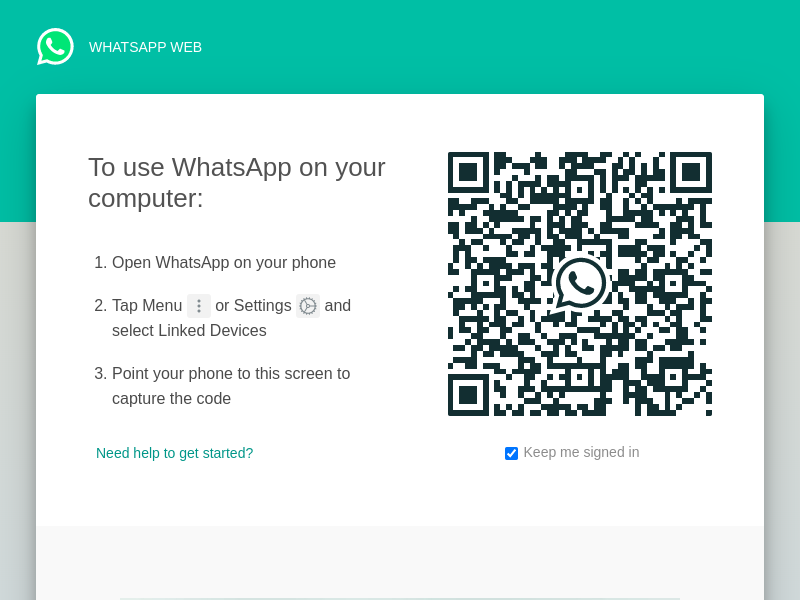 WHATSAPP WEB
To use WhatsApp on your
computer:
1. Open WhatsApp on your phone
2. Tap Menu or Settings and
select Linked Devices
3. Point your phone to this screen to
capture the code
Need help to get started?
Keep me signed in